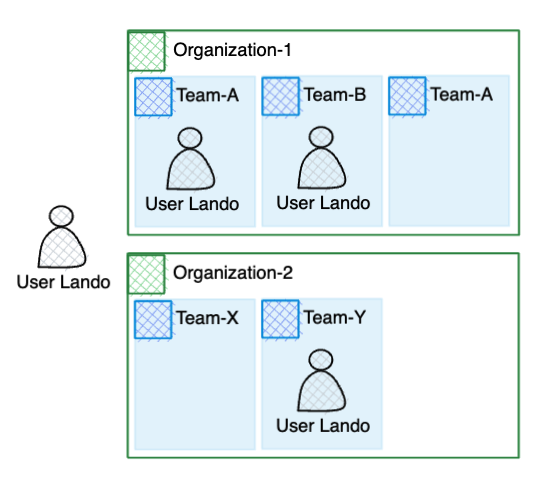 Organization-1
Team-A
Team-B
Team-A
User Lando
User Lando
User Lando
Organization-2
Team-X
Team-Y
User Lando